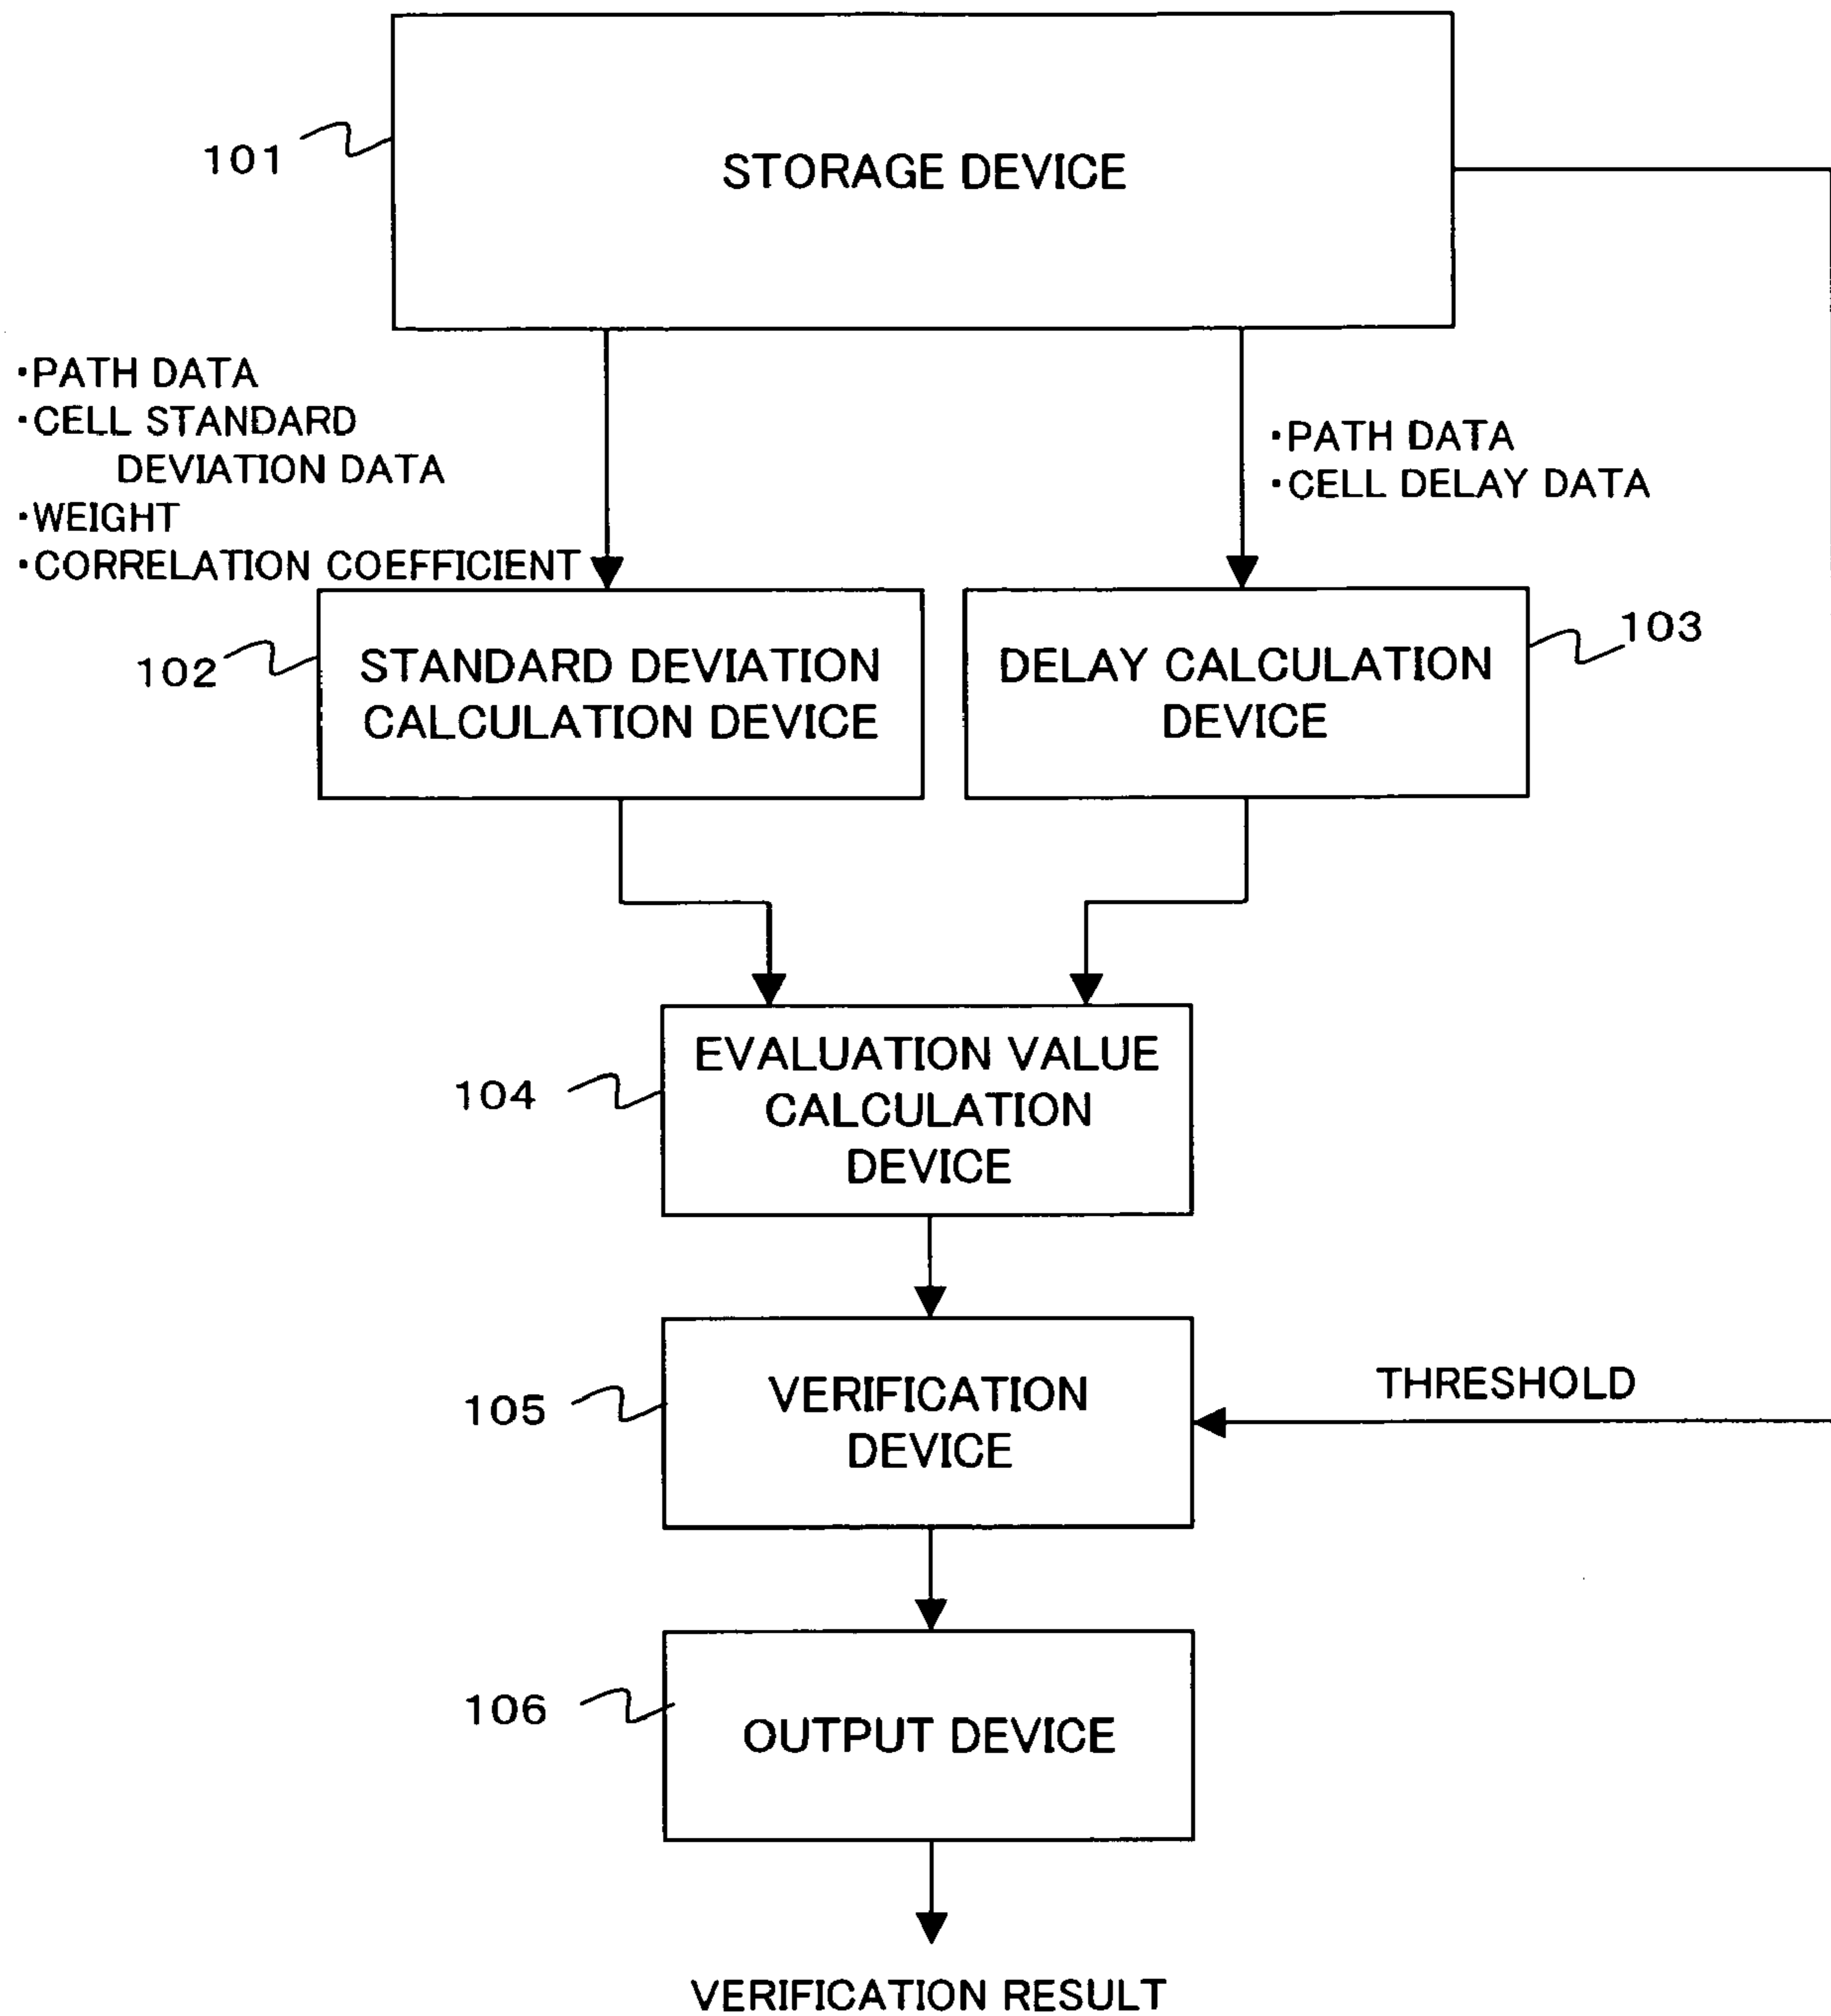 101
STORAGE DEVICE
・PATH DATA
・CELL STANDARD
DEVIATION DATA
・WEIGHT
・CORRELATION COEFFICIENT
・PATH DATA
・CELL DELAY DATA
102
STANDARD DEVIATION
CALCULATION DEVICE
103
DELAY CALCULATION
DEVICE
104
EVALUATION VALUE
CALCULATION
DEVICE
105
VERIFICATION
DEVICE
THRESHOLD
106
OUTPUT DEVICE
VERIFICATION RESULT